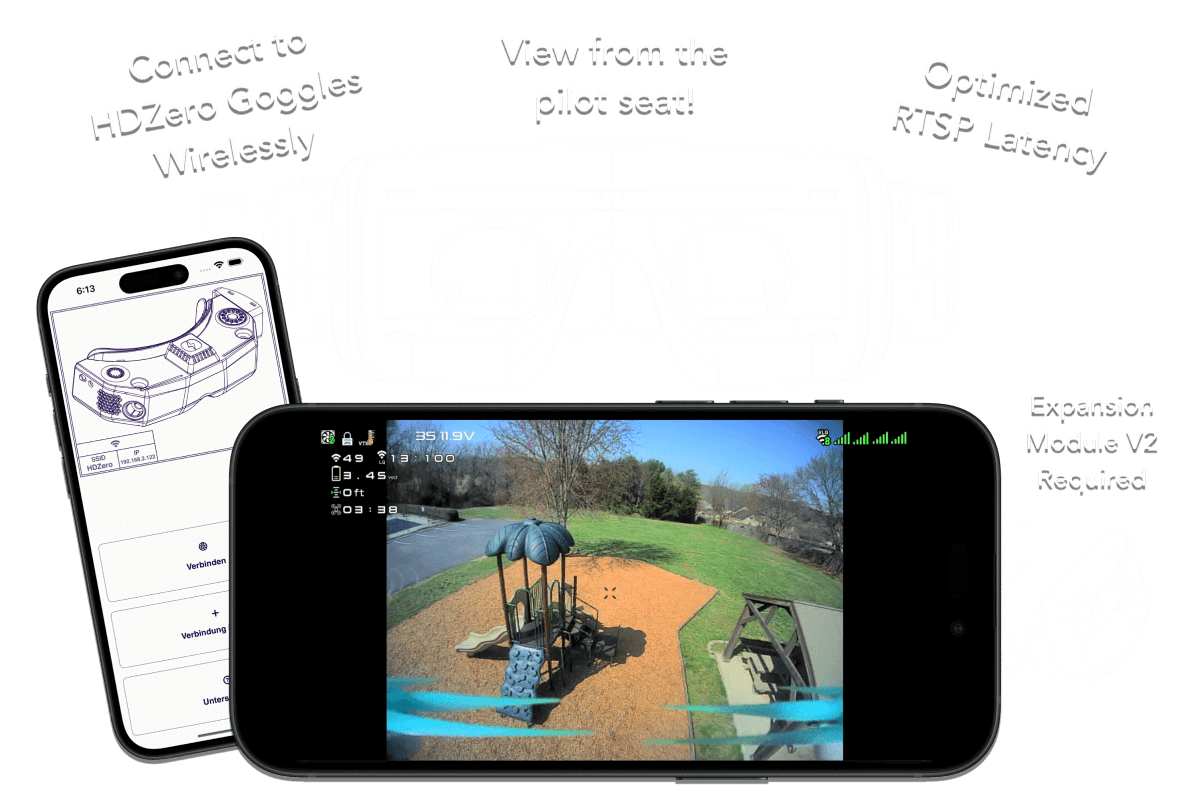 Connect to
HDZero Goggles
Wirelessly
View from the
pilot seat!
Optimized
RTSP Latency
6:13
SSID
HDZero
IP
192.168.3.122
Verbinden
Verbindung
Unters
35 11.9V
49 13:100
3.45
0ft
03:38
Expansion
Module V2
Required